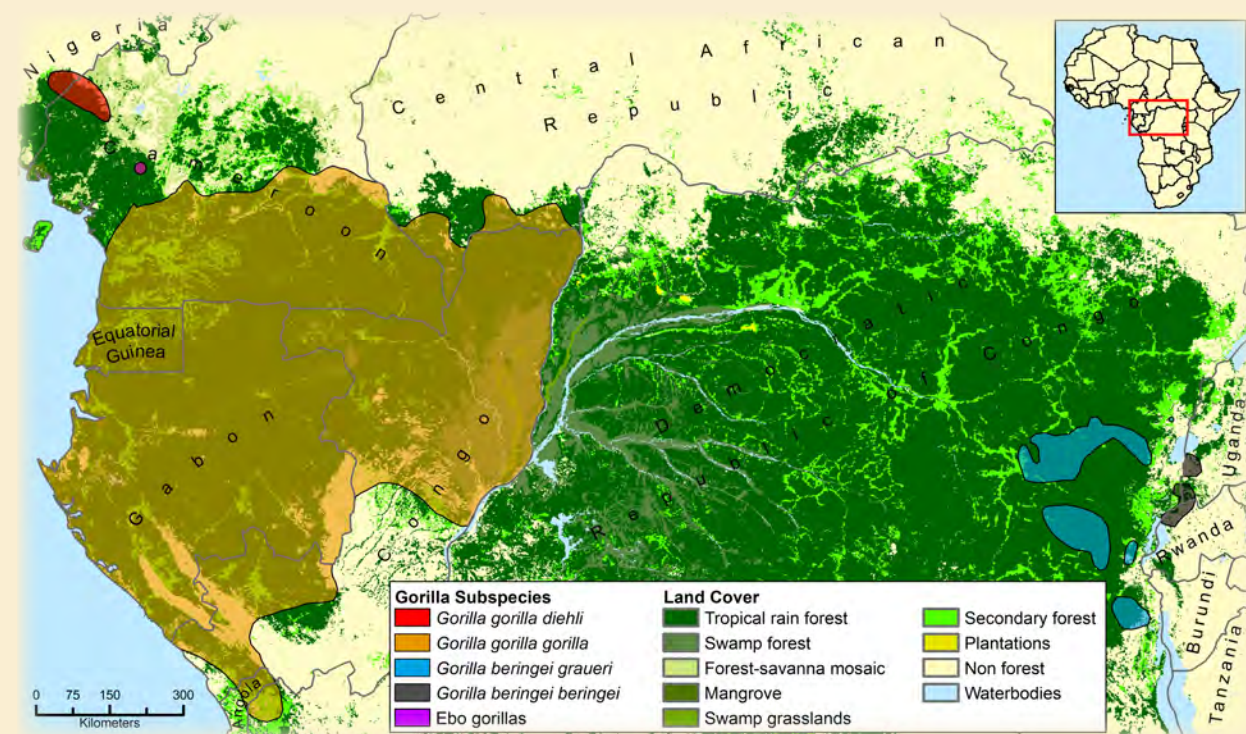 Nigeria
Central African
Republic
Cameroon
Equatorial
Guinea
Gabon
Congo
Democratic
Republic of Congo
Uganda
Rwanda
Burundi
Tanzania
Angola
0 75 150 300
Kilometers
Gorilla Subspecies
Gorilla gorilla diehli
Gorilla gorilla gorilla
Gorilla beringei graueri
Gorilla beringei beringei
Ebo gorillas
Land Cover
Tropical rain forest
Swamp forest
Forest-savanna mosaic
Mangrove
Swamp grasslands
Secondary forest
Plantations
Non forest
Waterbodies